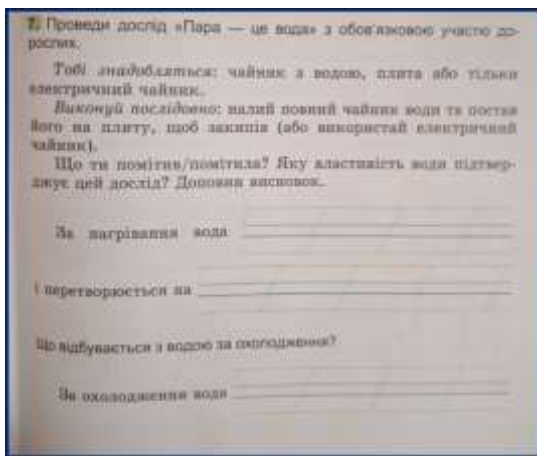 7. Проведи дослід «Пара — це вода» з обов'язковою участю до-
рослих.
Тобі знадобляться: чайник з водою, плита або тільки
електричний чайник.
Виконуй послідовно: налий повний чайник води та постав
його на плиту, щоб закипів (або використай електричний
чайник).
Що ти помітив/помітила? Яку властивість води підтвер-
джує цей дослід? Доповни висновок.
За нагрівання вода
і перетворюється на
Що відбувається з водою за охолодження?
За охолодження вода